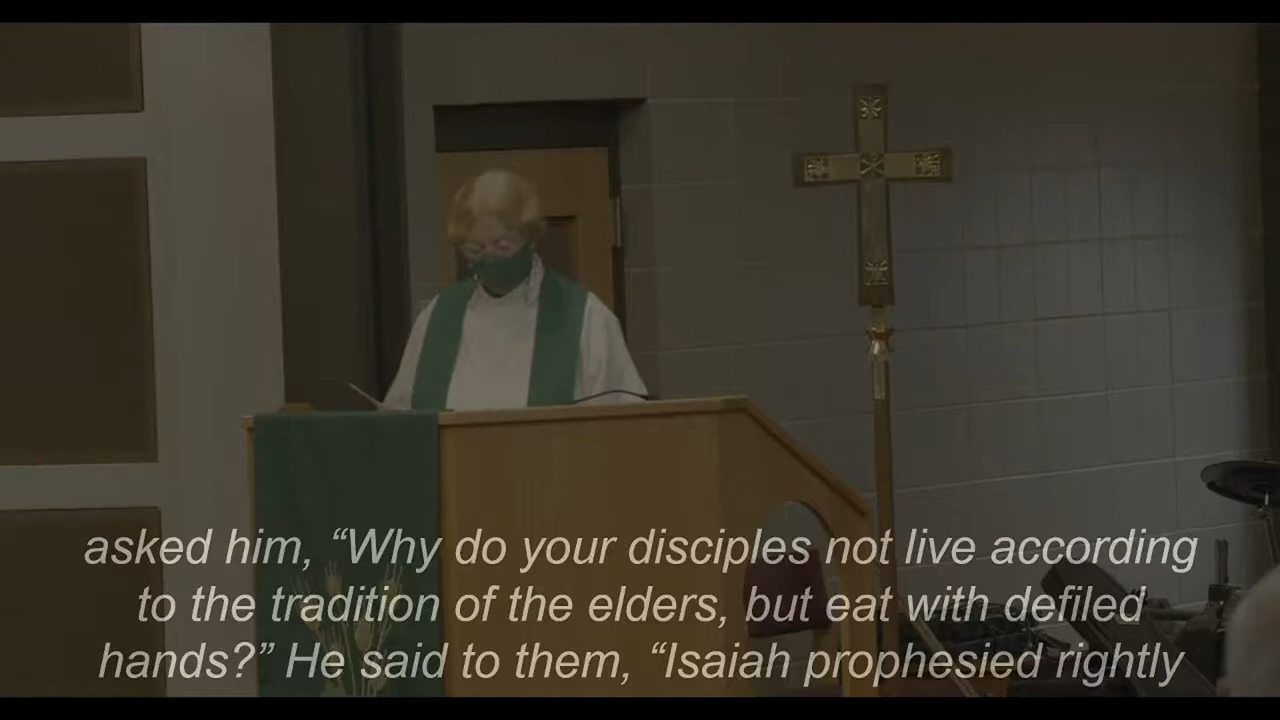 asked him, “Why do your disciples not live according
to the tradition of the elders, but eat with defiled
hands?” He said to them, “Isaiah prophesied rightly